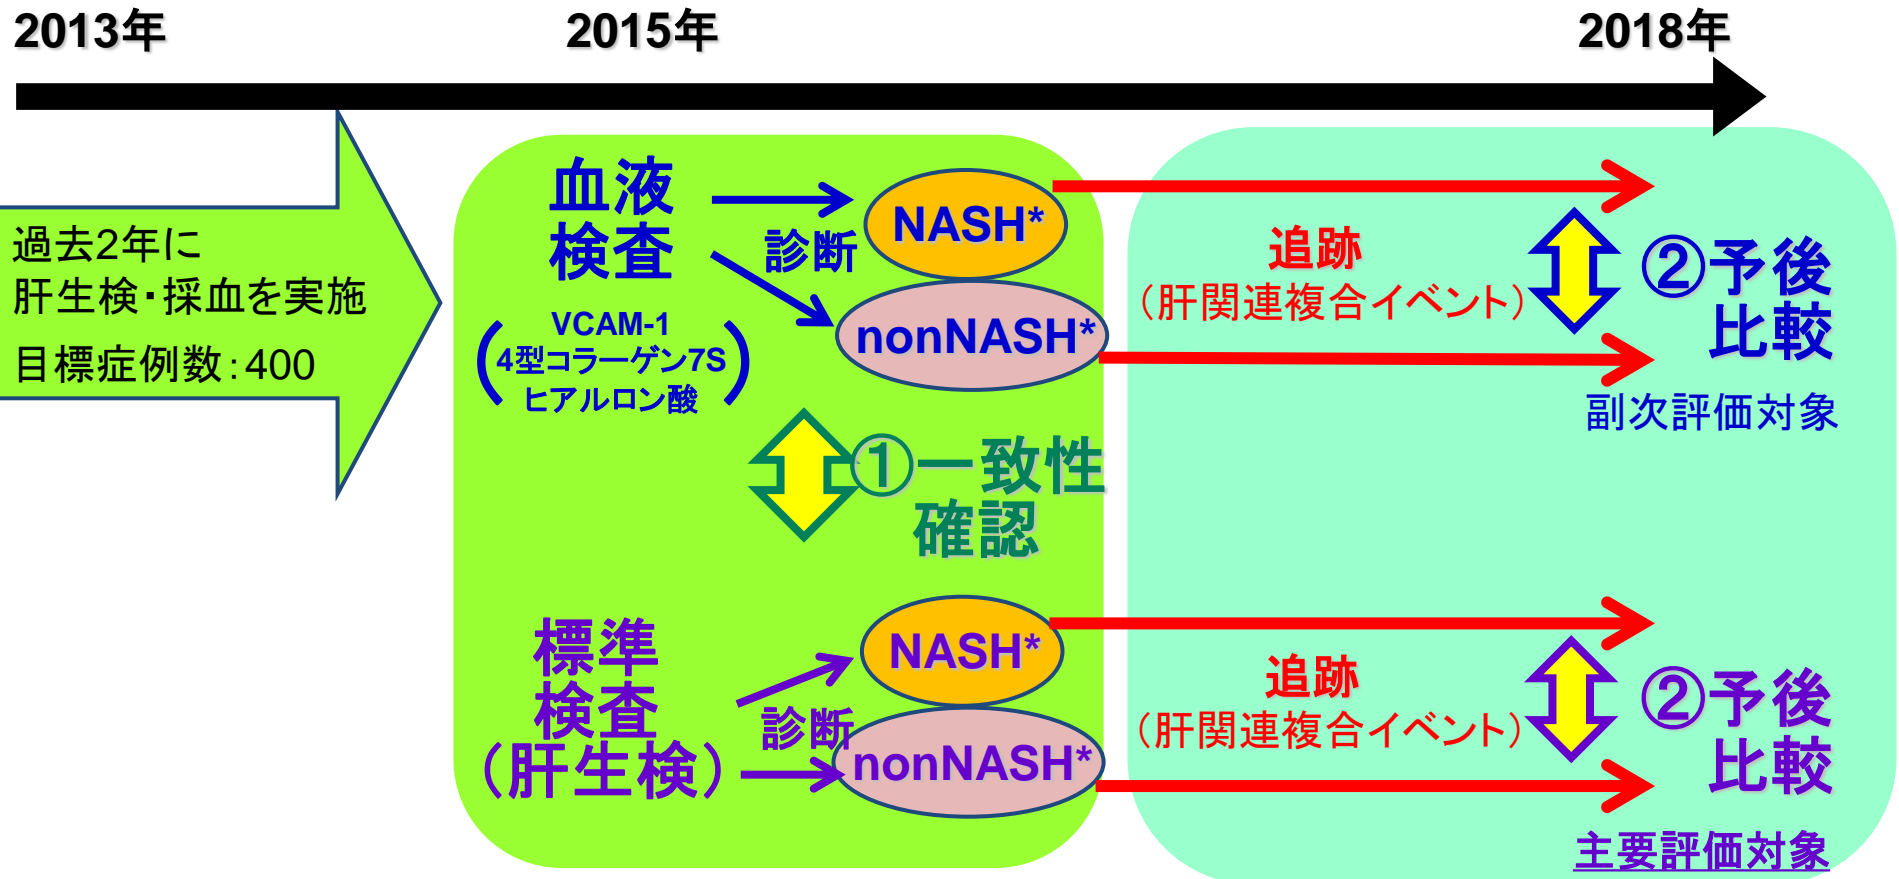 2013年
2015年
2018年
過去2年に
肝生検・採血を実施
目標症例数：400
血液
検査
（VCAM-1
4型コラーゲン7S
ヒアルロン酸）
診断
NASH*
nonNASH*
追跡
（肝関連複合イベント）
②予後
比較
副次評価対象
①一致性
確認
標準
検査
（肝生検）
診断
NASH*
nonNASH*
追跡
（肝関連複合イベント）
②予後
比較
主要評価対象